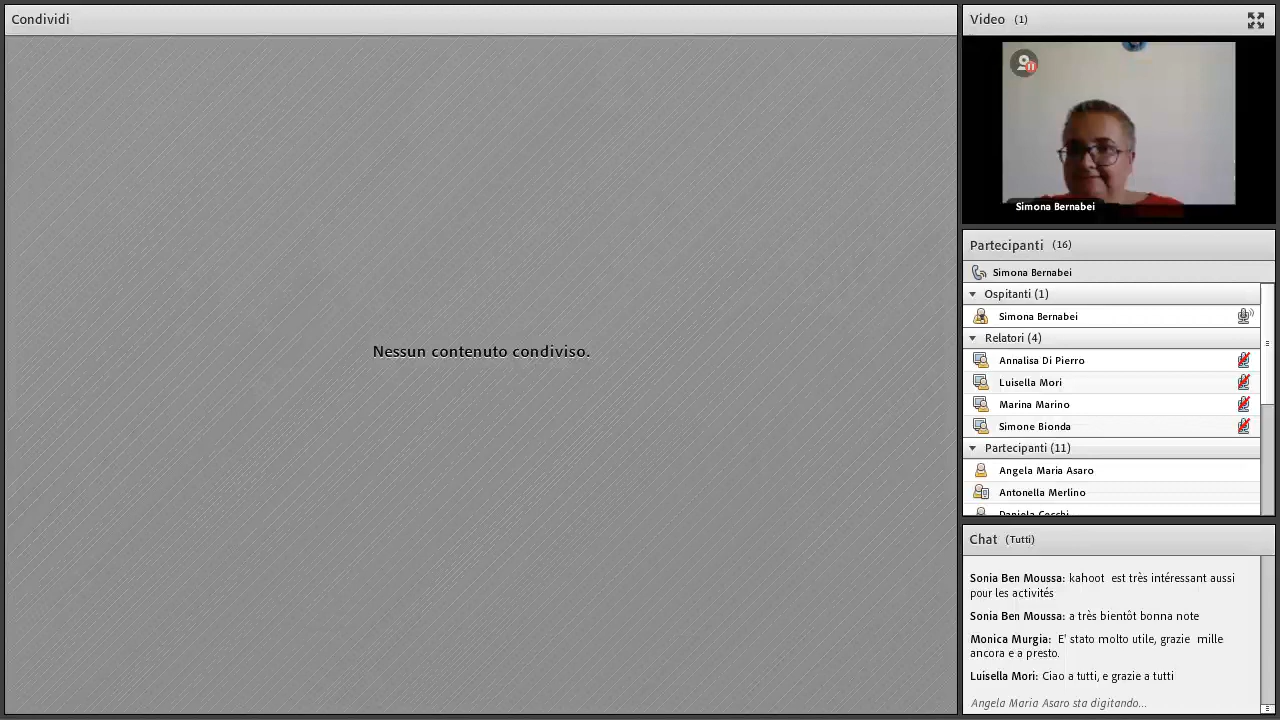 Condividi
Nessun contenuto condiviso.
Video (1)
Simona Bernabei
Partecipanti (16)
Simona Bernabei
Ospitanti (1)
Simona Bernabei
Relatori (4)
Annalisa Di Pierro
Luisella Mori
Marina Marino
Simone Bionda
Partecipanti (11)
Angela Maria Asaro
Antonella Merlino
Daniela Cecchi
Chat (Tutti)
Sonia Ben Moussa: kahoot est très intéressant aussi
pour les activités
Sonia Ben Moussa: a très bientôt bonna note
Monica Murgia: E' stato molto utile, grazie mille
ancora e a presto.
Luisella Mori: Ciao a tutti, e grazie a tutti
Angela Maria Asaro sta digitando...